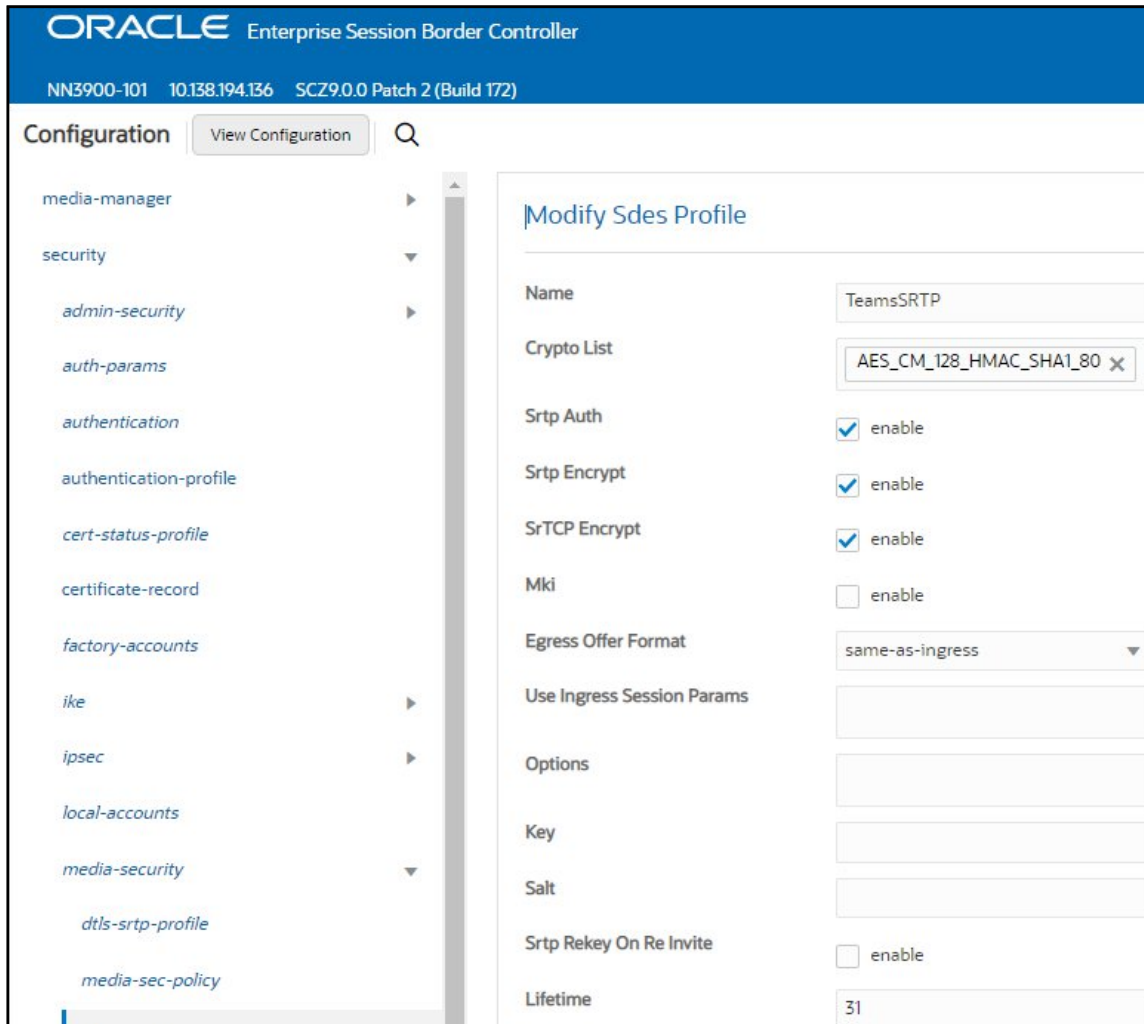 ORACLE Enterprise Session Border Controller
NN3900-101 10.138.194.136 SCZ9.0.0 Patch 2 (Build 172)
Configuration View Configuration
media-manager
security
admin-security
auth-params
authentication
authentication-profile
cert-status-profile
certificate-record
factory-accounts
ike
ipsec
local-accounts
media-security
dtls-srtp-profile
media-sec-policy
Modify Sdes Profile
Name TeamsSRTP
Crypto List AES_CM_128_HMAC_SHA1_80
Srtp Auth enable
Srtp Encrypt enable
SrTCP Encrypt enable
Mki enable
Egress Offer Format same-as-ingress
Use Ingress Session Params
Options
Key
Salt
Srtp Rekey On Re Invite enable
Lifetime 31